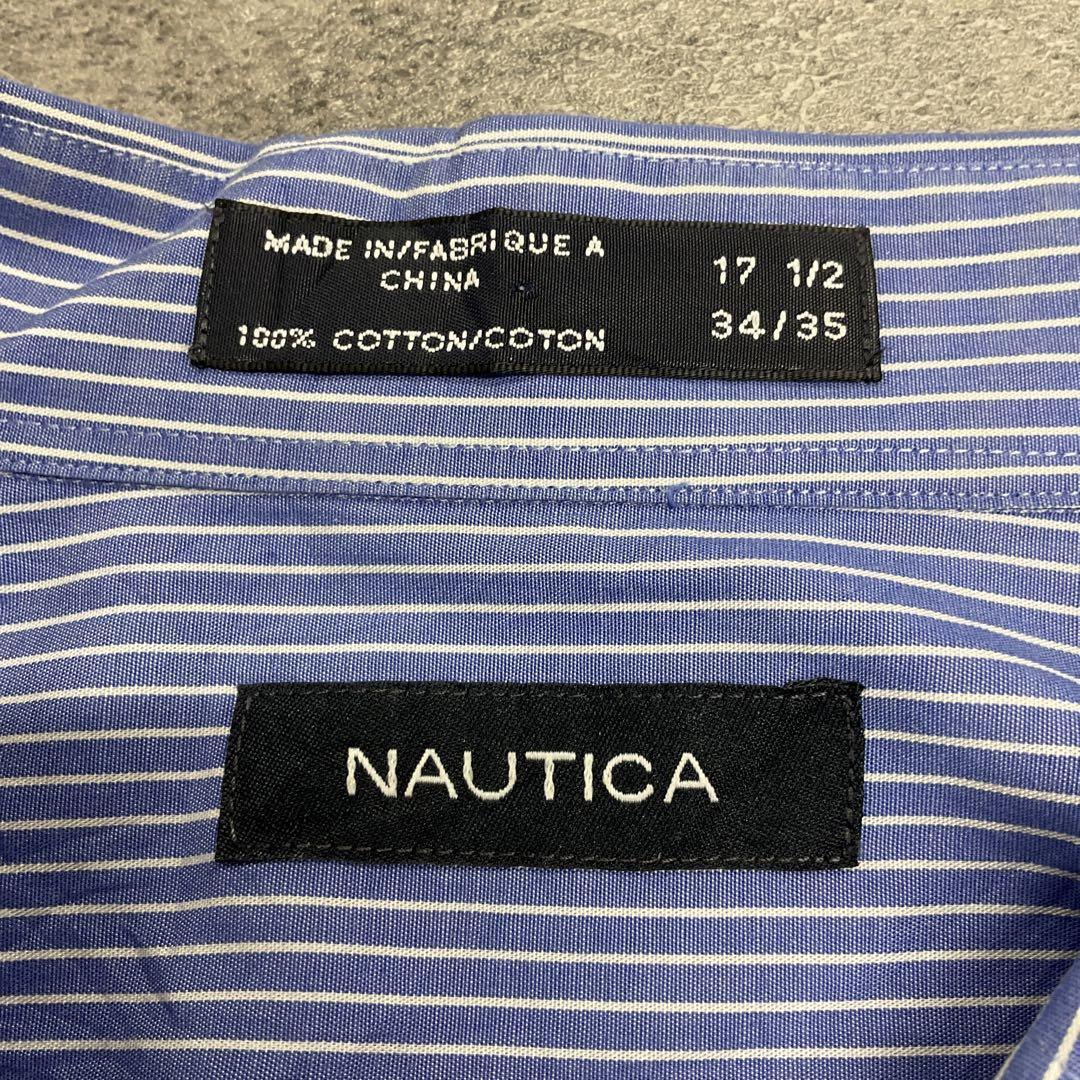 MADE IN/FABRIQUE A
CHINA
100% COTTON/COTON
17 1/2
34/35
NAUTICA